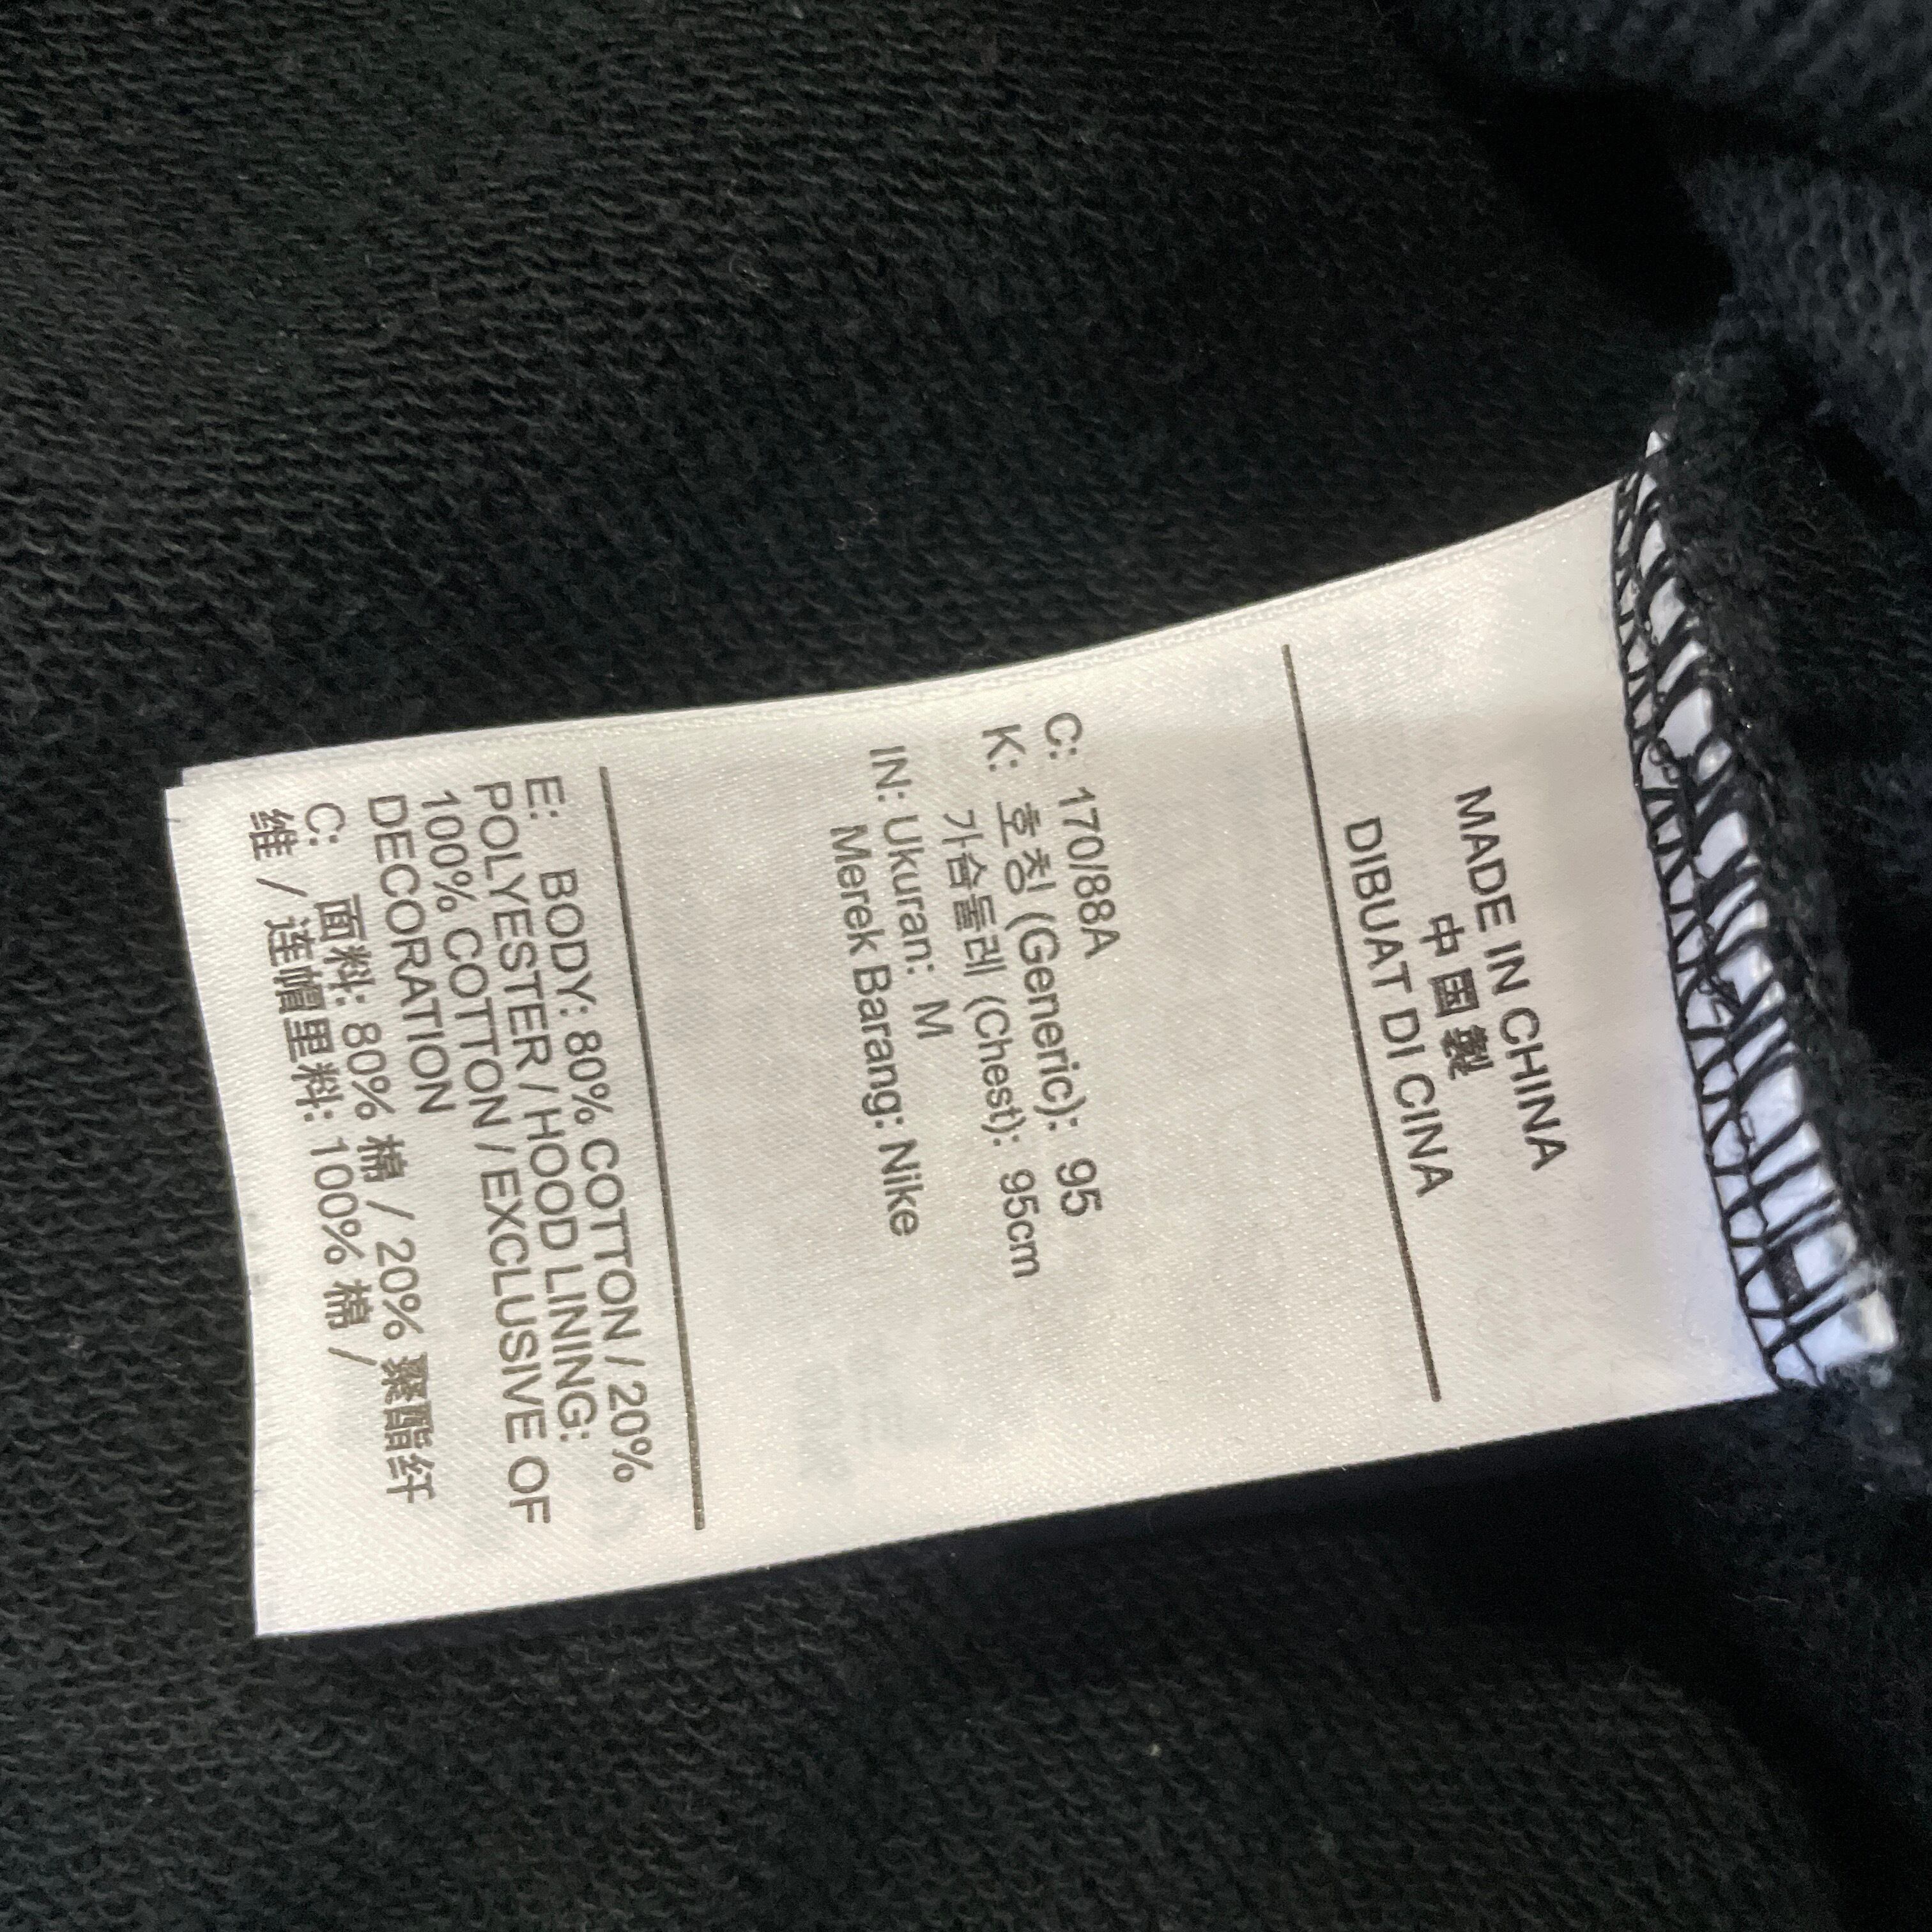 MADE IN CHINA
中國製
DIBUAT DI CINA
C: 170/88A
K: 호칭 (Generic): 95
가슴둘레 (Chest): 95cm
IN: Ukuran: M
Merek Barang: Nike
E: BODY: 80% COTTON / 20%
POLYESTER / HOOD LINING:
100% COTTON / EXCLUSIVE OF
DECORATION
C: 面料: 80% 棉 / 20% 聚酯纤
维 / 连帽里料: 100% 棉 /